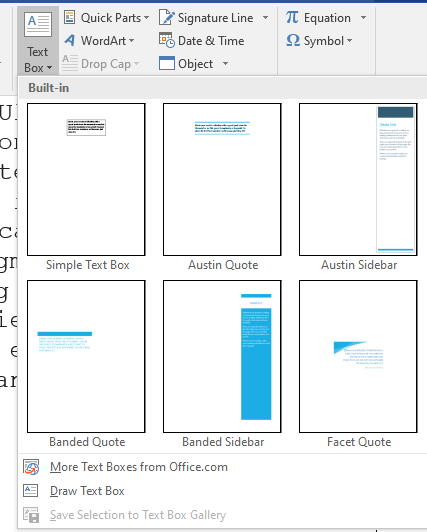 Text Box
Quick Parts
WordArt
Drop Cap
Signature Line
Date & Time
Object
Equation
Symbol
Built-in
Simple Text Box
Austin Quote
Austin Sidebar
Banded Quote
Banded Sidebar
Facet Quote
More Text Boxes from Office.com
Draw Text Box
Save Selection to Text Box Gallery